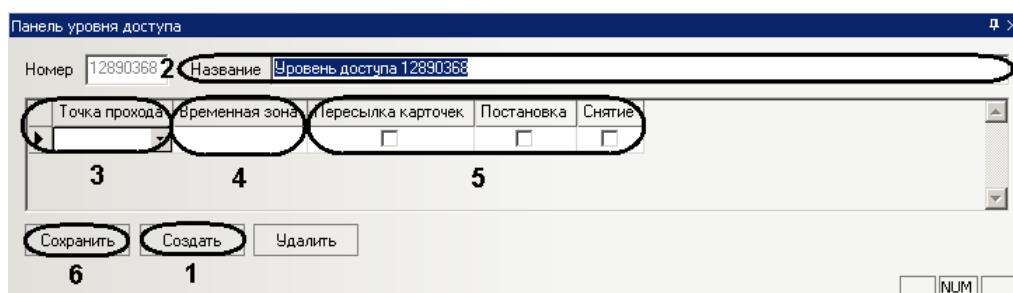 Панель уровня доступа
Номер 12890368 2 Название Уровень доступа 12890368
Точка прохода Временная зона Пересылка карточек Постановка Снятие
3 4 5
Сохранить Создать Удалить
6 1
NUM